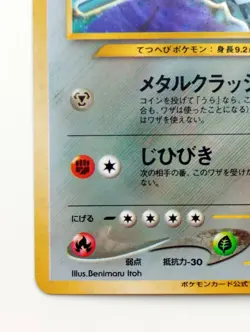 てつへびポケモン：身長9.2
メタルクラッシ
コインを投げて「うら」なら、こ
合も、ワザは使ったことになる）
はワザを使えない。
じひびき
次の相手の番、このワザを受け
にげる
弱点 抵抗力-30
Illus.Benimaru Itoh
ポケモンカード公式